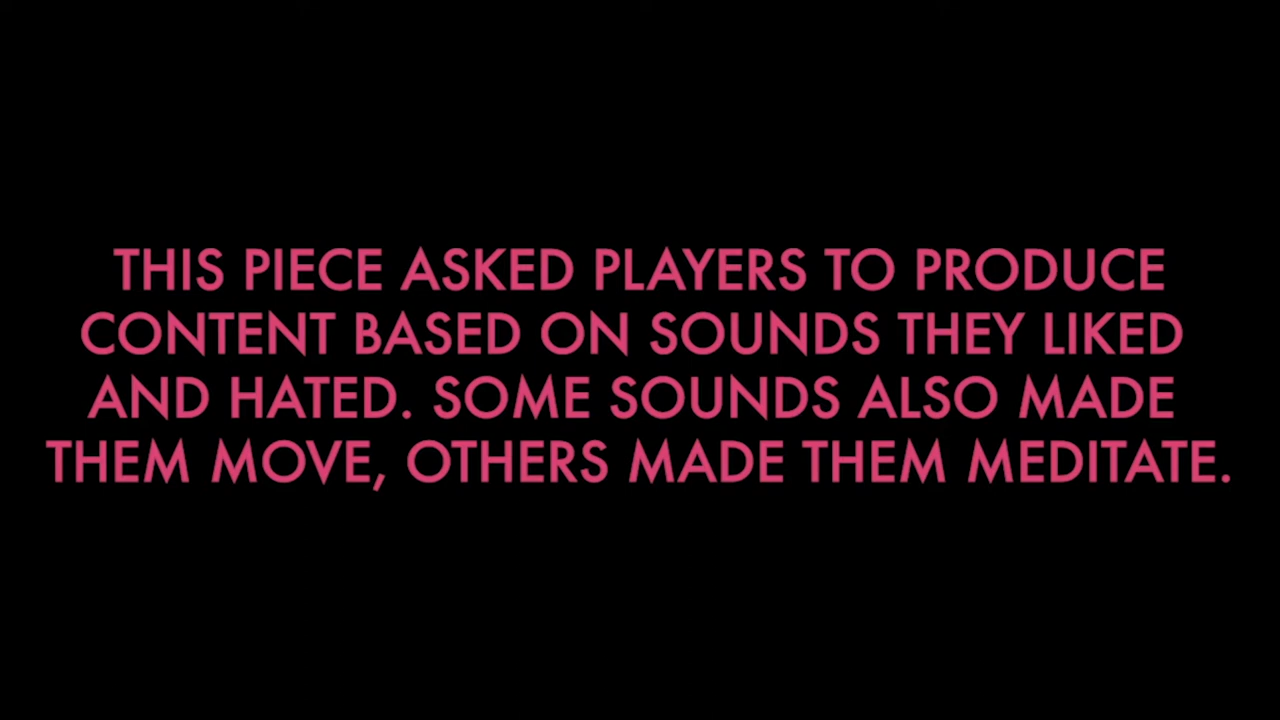 THIS PIECE ASKED PLAYERS TO PRODUCE
CONTENT BASED ON SOUNDS THEY LIKED
AND HATED. SOME SOUNDS ALSO MADE
THEM MOVE, OTHERS MADE THEM MEDITATE.